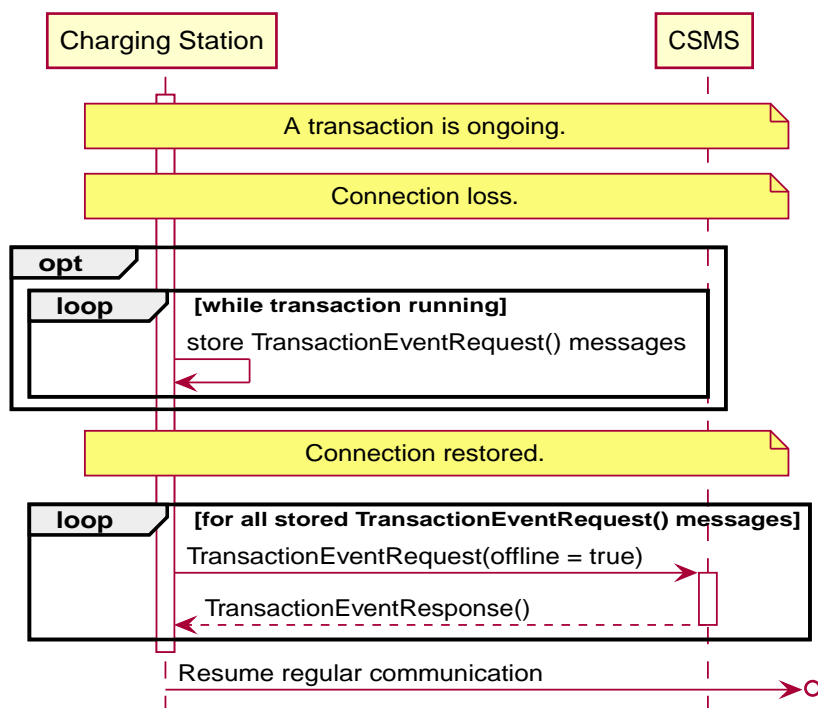 Charging Station
CSMS
A transaction is ongoing.
Connection loss.
opt
loop [while transaction running]
store TransactionEventRequest() messages
Connection restored.
loop [for all stored TransactionEventRequest() messages]
TransactionEventRequest(offline = true)
TransactionEventResponse()
Resume regular communication